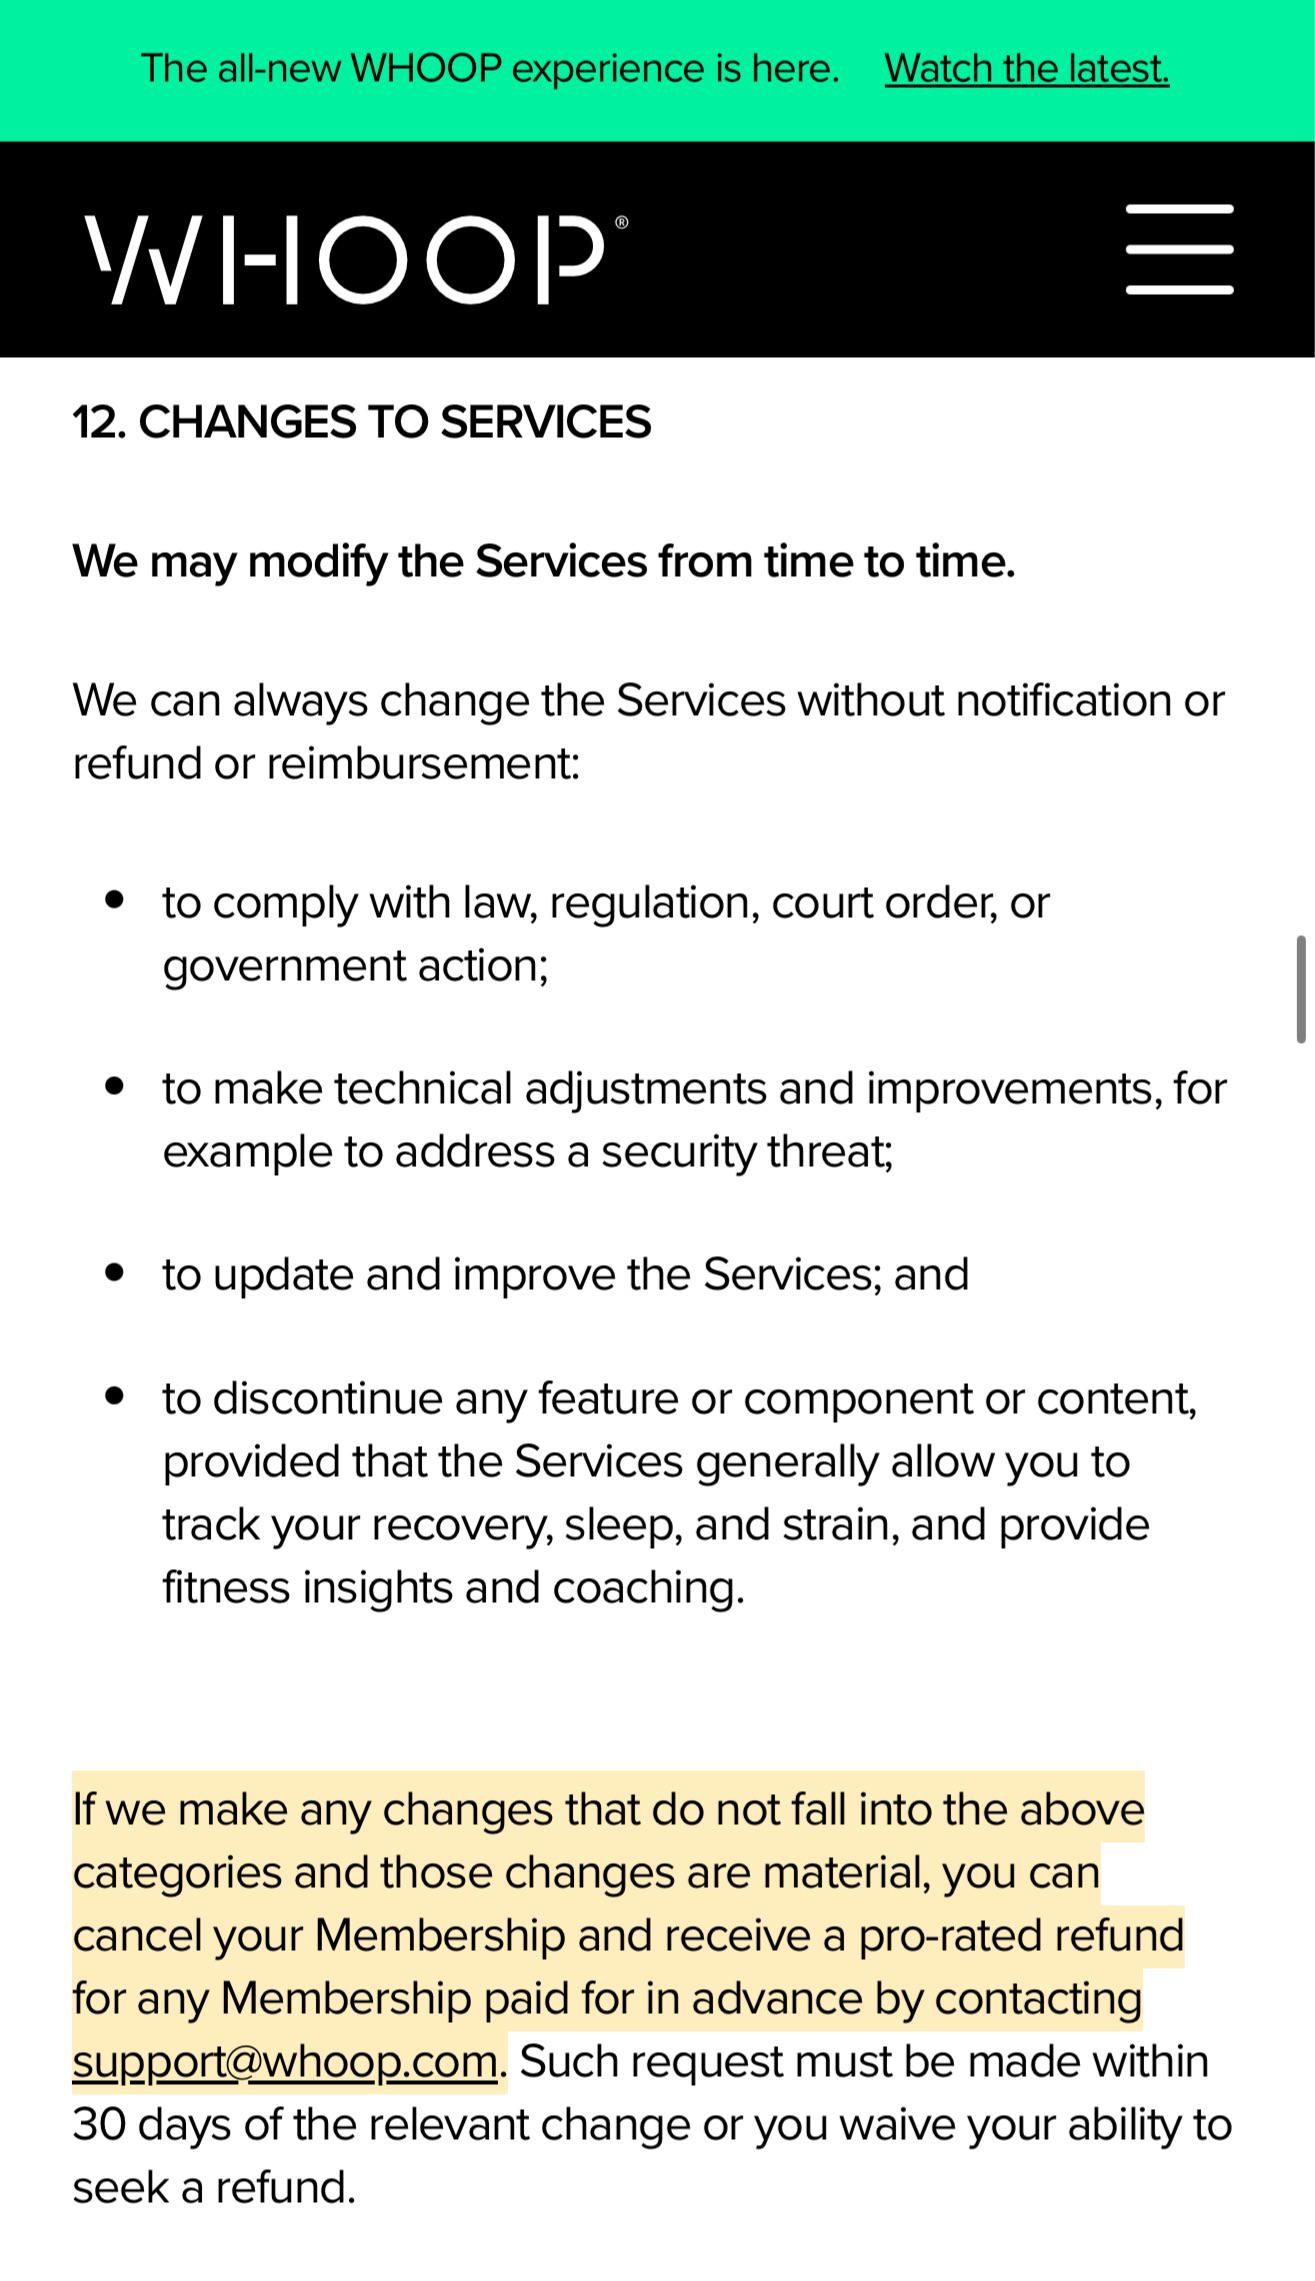 The all-new WHOOP experience is here. Watch the latest.
WHOOP®
12. CHANGES TO SERVICES
We may modify the Services from time to time.
We can always change the Services without notification or
refund or reimbursement:
• to comply with law, regulation, court order, or
government action;
• to make technical adjustments and improvements, for
example to address a security threat;
• to update and improve the Services; and
• to discontinue any feature or component or content,
provided that the Services generally allow you to
track your recovery, sleep, and strain, and provide
fitness insights and coaching.
If we make any changes that do not fall into the above
categories and those changes are material, you can
cancel your Membership and receive a pro-rated refund
for any Membership paid for in advance by contacting
support@whoop.com. Such request must be made within
30 days of the relevant change or you waive your ability to
seek a refund.